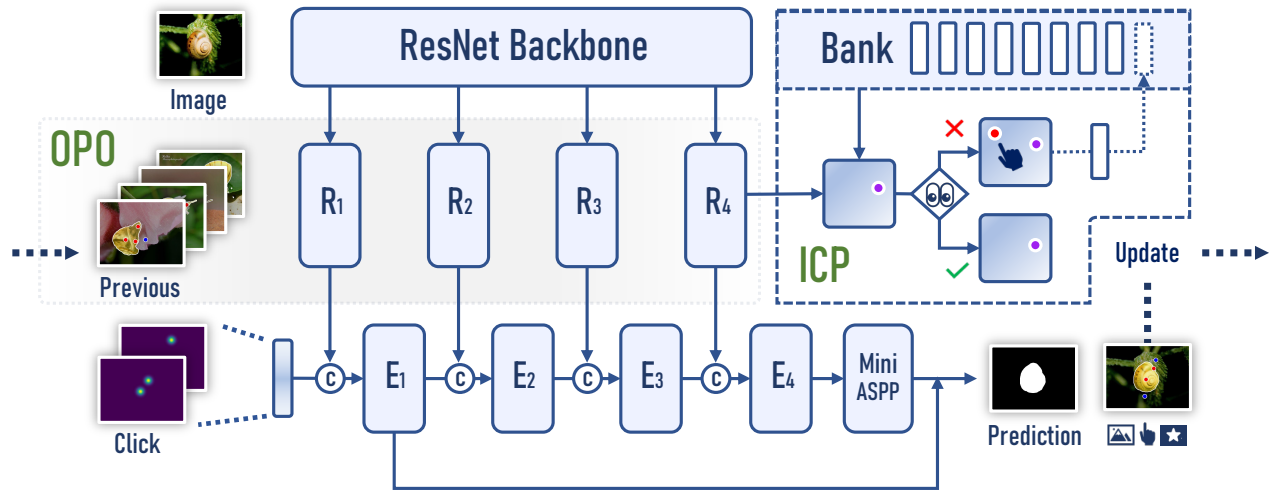 ResNet Backbone
Bank
Image
OPO
R1
R2
R3
R4
Previous
ICP
Update
Click
C
E1
C
E2
C
E3
C
E4
Mini
ASPP
Prediction